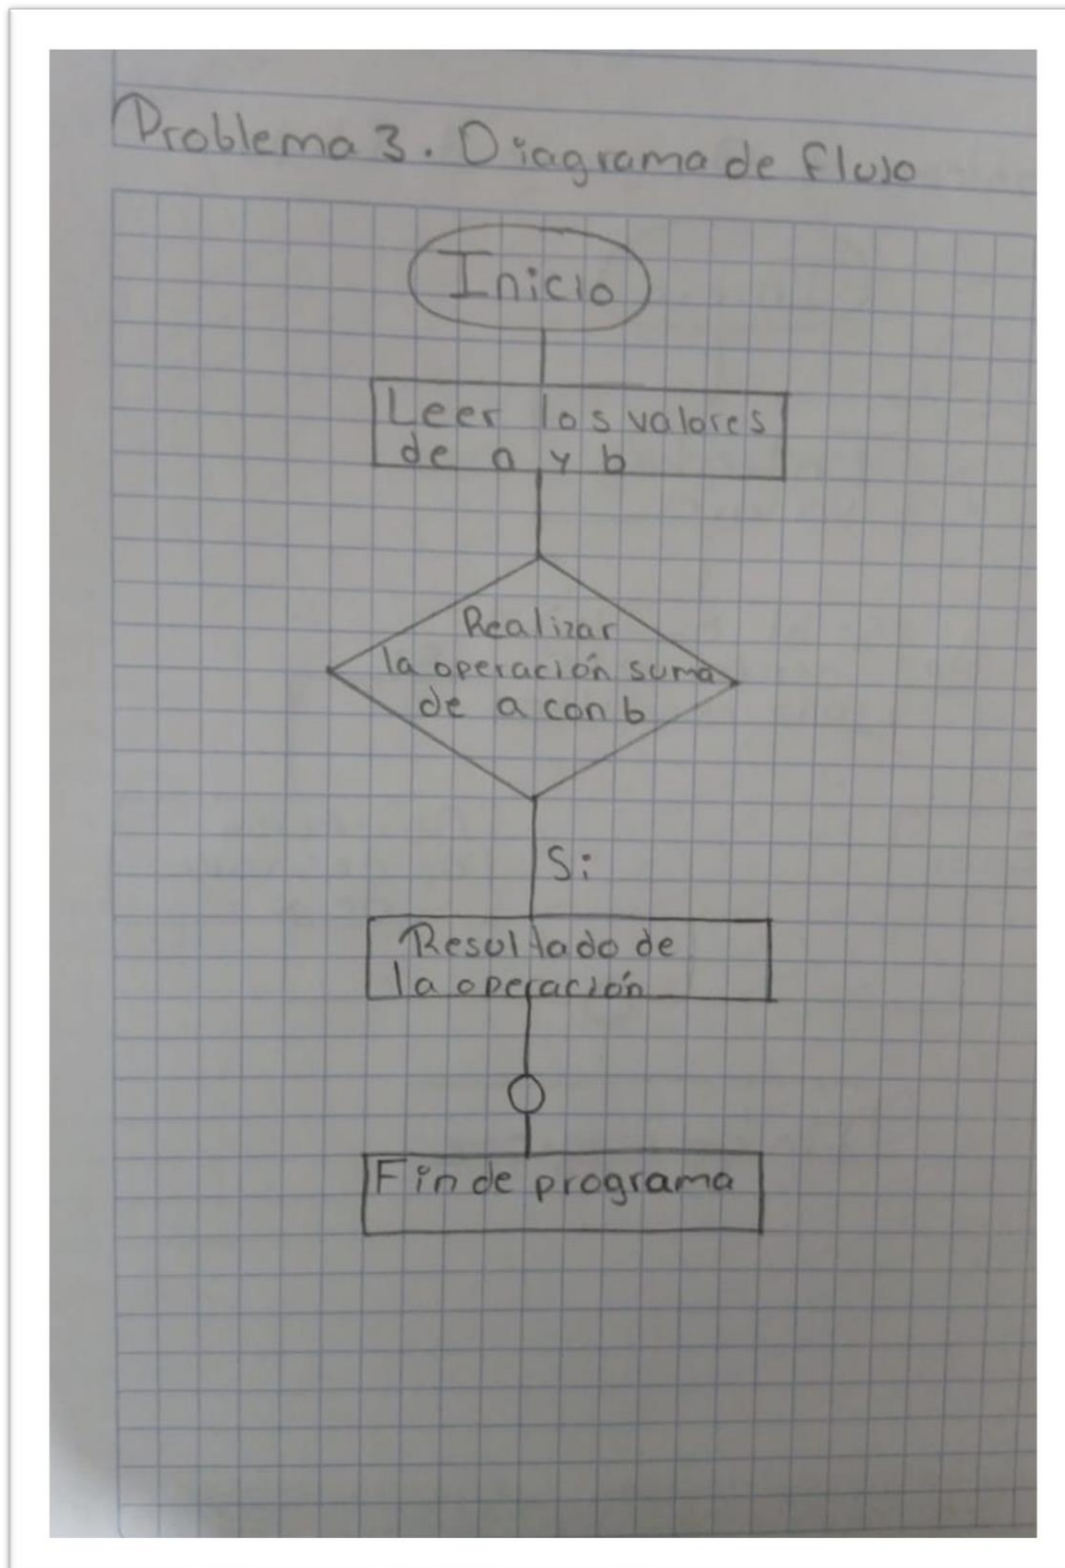 Problema 3. Diagrama de flujo
Inicio
Leer los valores
de a y b
Realizar
la operación suma
de a con b
Si
Resultado de
la operación
Fin de programa